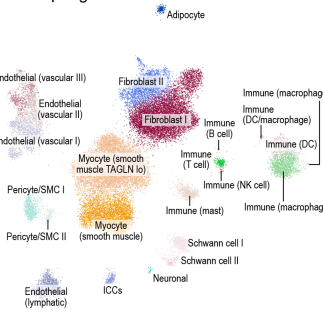 Adipocyte
Endothelial (vascular III)
Fibroblast II
Endothelial
(vascular II)
Immune (macrophage
Immune
(DC/macrophage)
Fibroblast I
Immune
(B cell)
Endothelial (vascular I)
Immune (DC)
Myocyte (smooth
muscle TAGLN lo)
Immune
(T cell)
Pericyte/SMC I
Immune (NK cell)
Immune (mast)
Immune (macrophag
Myocyte
(smooth muscle)
Pericyte/SMC II
Schwann cell I
Schwann cell II
Neuronal
Endothelial
(lymphatic)
ICCs